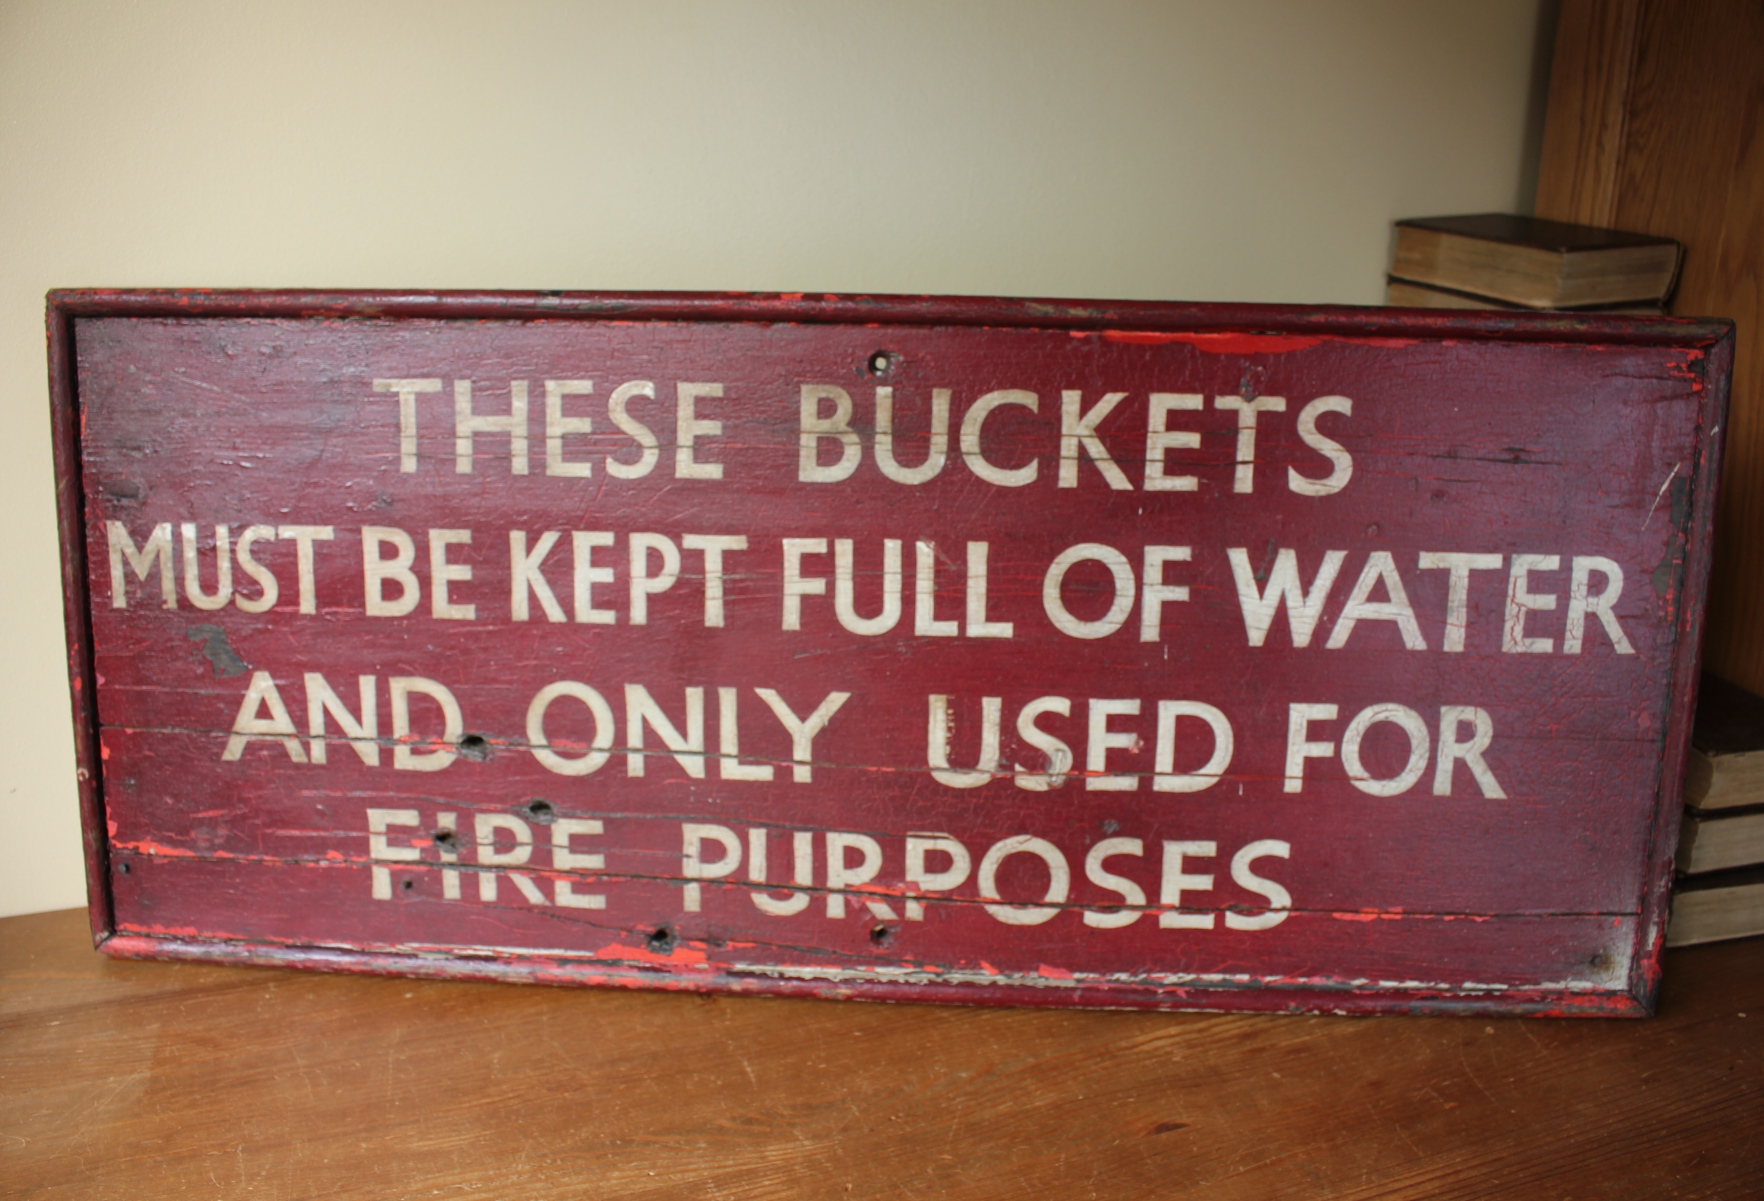 THESE BUCKETS
MUST BE KEPT FULL OF WATER
AND ONLY USED FOR
FIRE PURPOSES